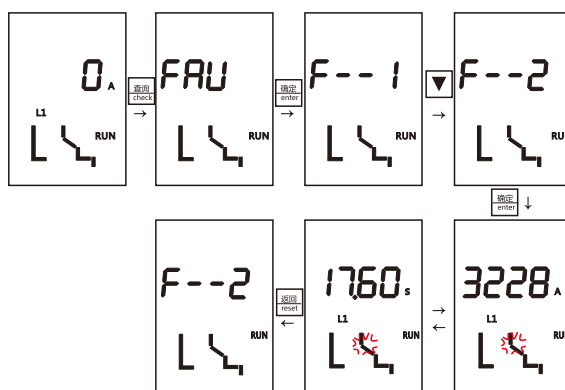 0 A
L1
RUN
查询
check
→
FAU
RUN
确定
enter
→
F--1
RUN
▼
→
F--2
RU
确定
enter
↓
3228 A
L1
RUN
→
←
17.60 s
L1
RUN
返回
reset
←
F--2
RUN